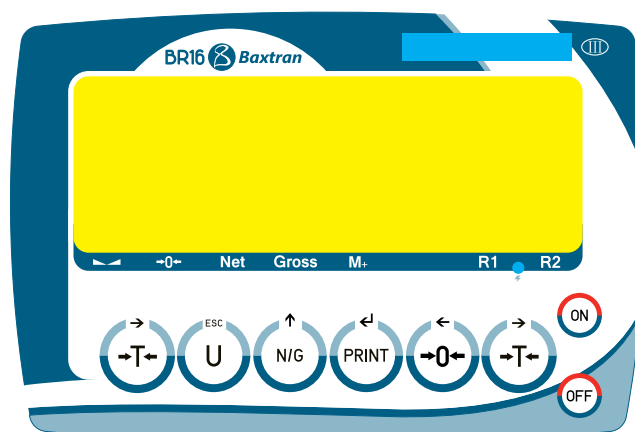 BR16 Baxtran III
→0← Net Gross M+ R1 R2
→ ESC ↑ ↵ ← →
→T← U N/G PRINT →0← →T←
ON
OFF